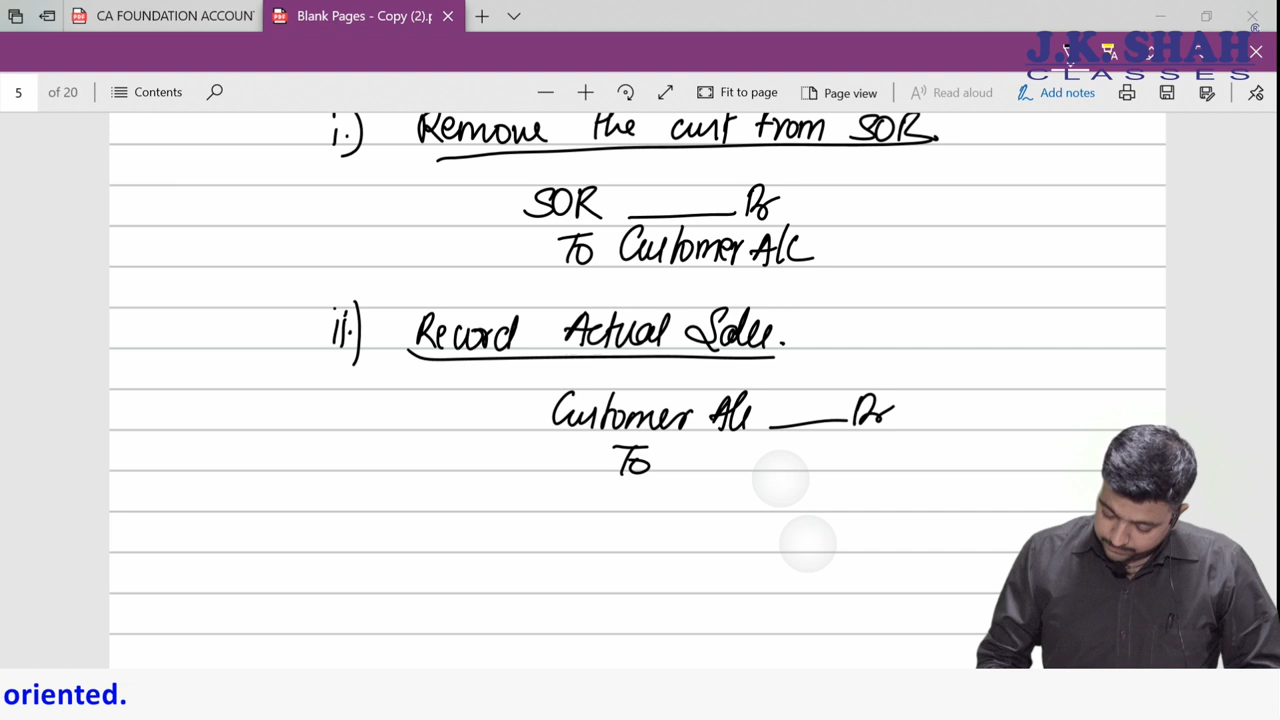 CA FOUNDATION ACCOUN
Blank Pages - Copy (2).p
J.K. SHAH®
CLASSES
5 of 20
Contents
Fit to page
Page view
Read aloud
Add notes
i.) Remove the cust from SOR.
SOR ____ Dr
To Customer A/C
ii.) Record Actual Sales.
Customer A/c ____ Dr
To
oriented.